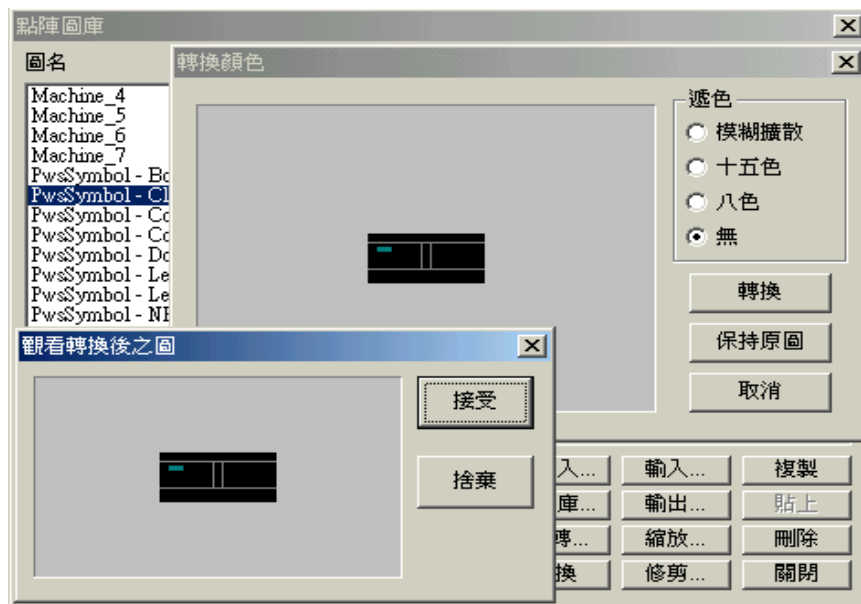 點陣圖庫
圖名
Machine_4
Machine_5
Machine_6
Machine_7
PwsSymbol - Bo
PwsSymbol - Cl
PwsSymbol - Co
PwsSymbol - Co
PwsSymbol - Do
PwsSymbol - Le
PwsSymbol - Le
PwsSymbol -
轉換顏色
遞色
模糊擴散
十五色
八色
無
轉換
保持原圖
取消
觀看轉換後之圖
接受
捨棄
入... 輸入... 複製
庫... 輸出... 貼上
縮放... 刪除
換 修剪... 關閉